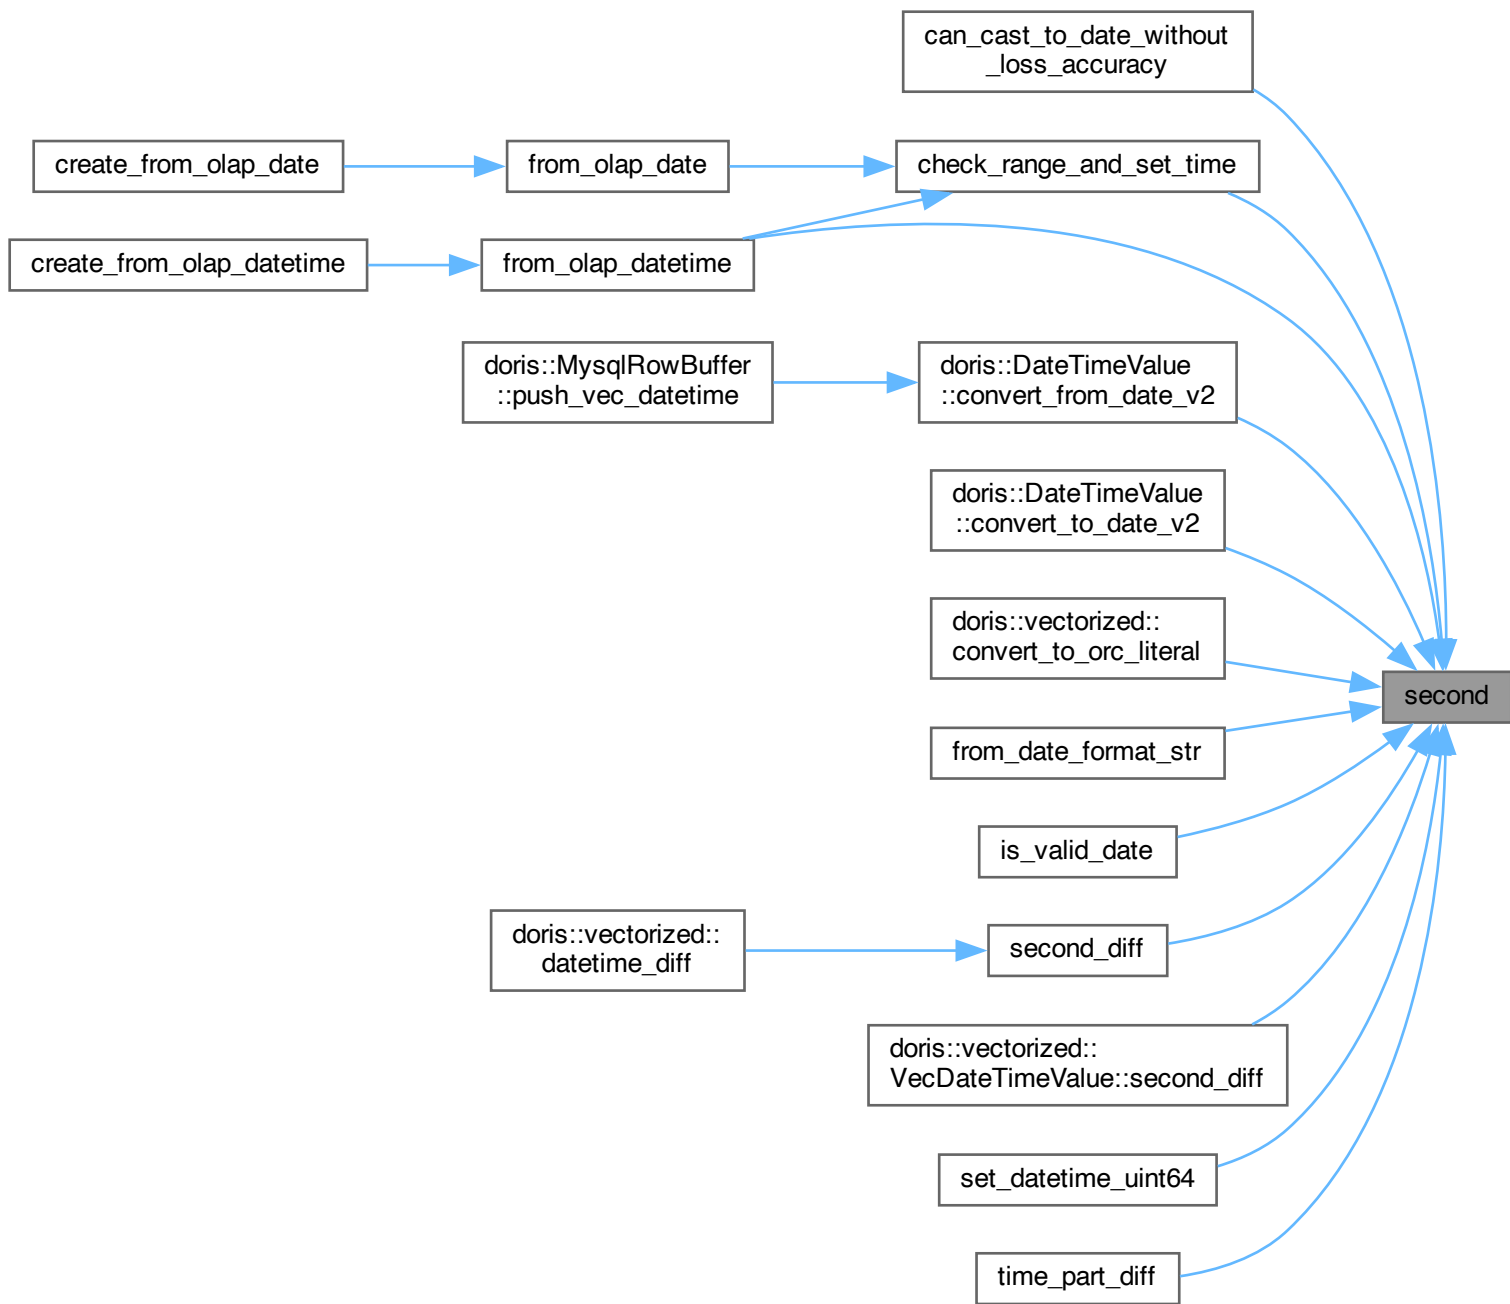 can_cast_to_date_without
_loss_accuracy
create_from_olap_date
from_olap_date
check_range_and_set_time
create_from_olap_datetime
from_olap_datetime
doris::MysqlRowBuffer
::push_vec_datetime
doris::DateTimeValue
::convert_from_date_v2
doris::DateTimeValue
::convert_to_date_v2
doris::vectorized::
convert_to_orc_literal
second
from_date_format_str
is_valid_date
doris::vectorized::
datetime_diff
second_diff
doris::vectorized::
VecDateTimeValue::second_diff
set_datetime_uint64
time_part_diff